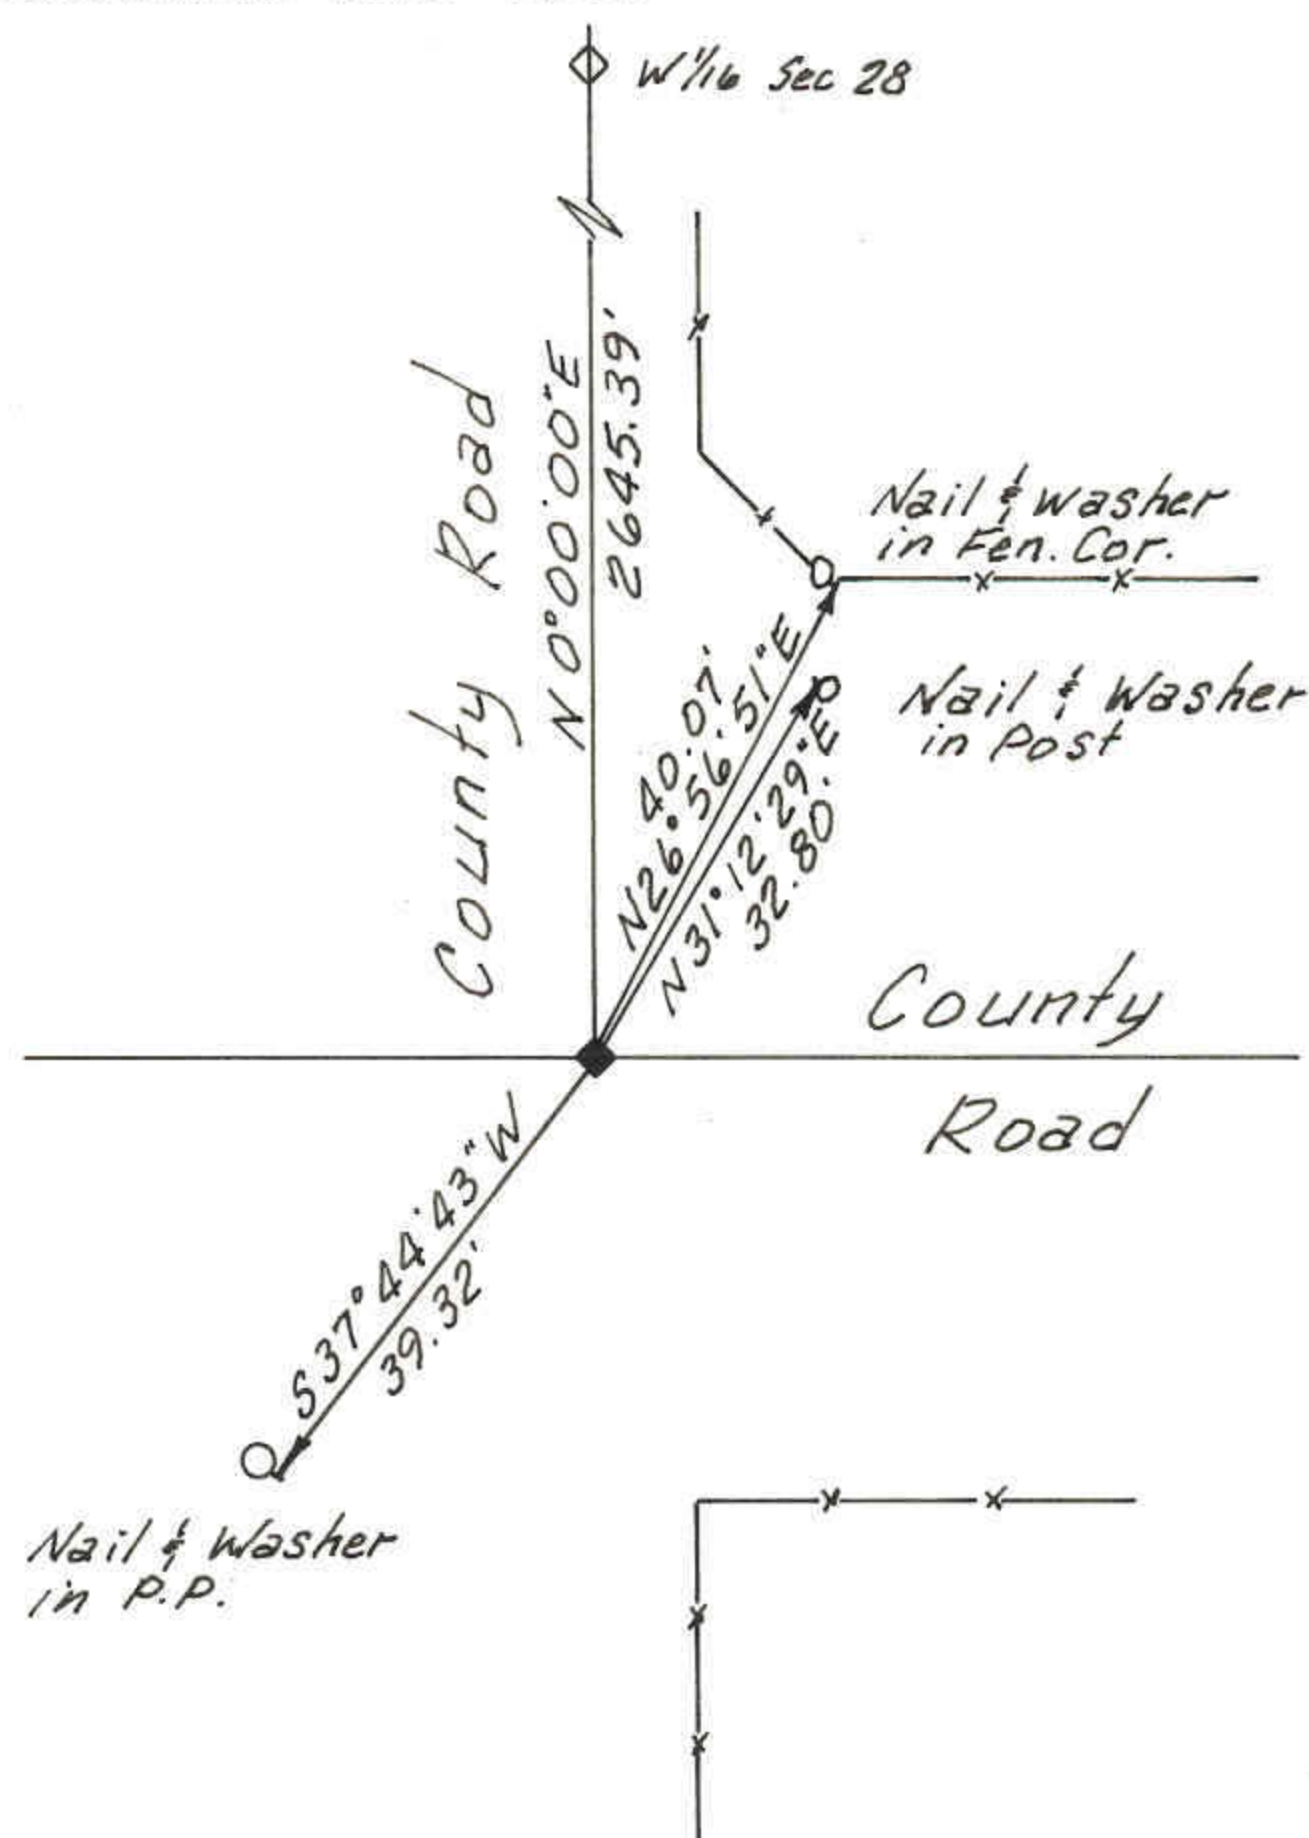 W 1/16 Sec 28
County Road
N 0°00'00"E
2645.39'
Nail & washer
in Fen. Cor.
40.07'
N26°56'51"E
Nail & Washer
in Post
N31°12'29"E
32.80'
County
Road
S37°44'43"W
39.32'
Nail & Washer
in P.P.